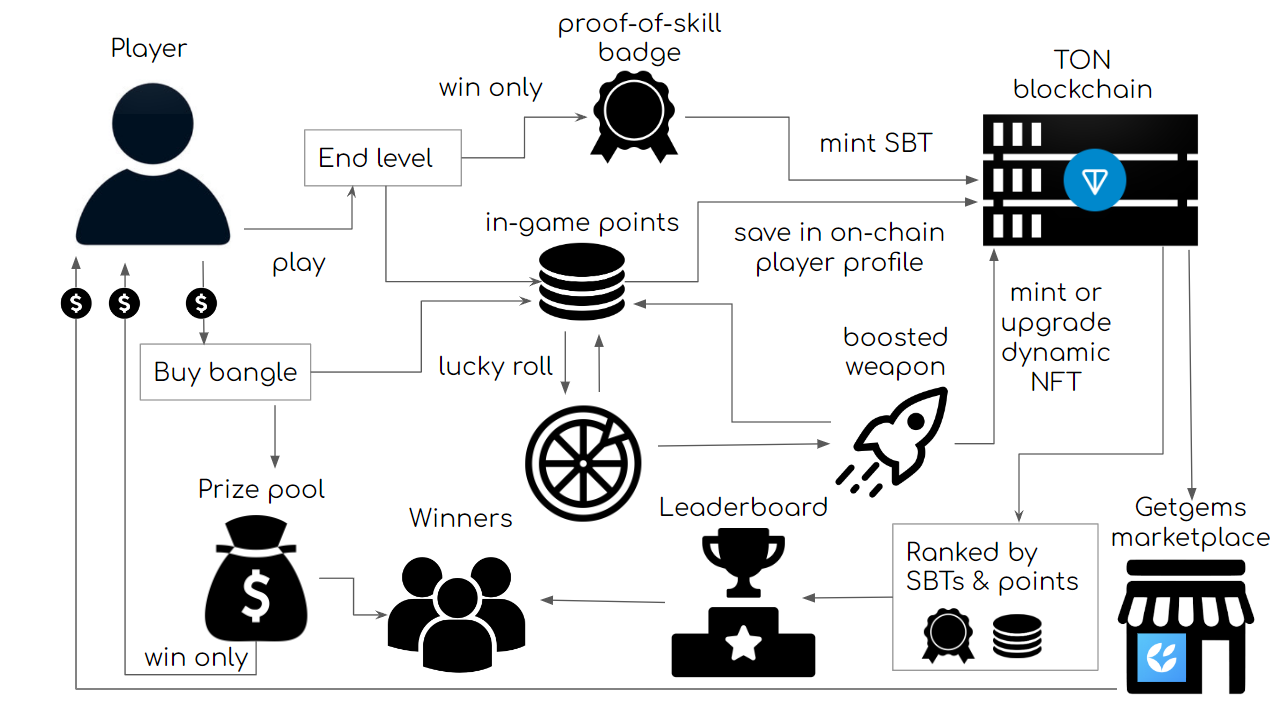 Player
proof-of-skill
badge
win only
TON
blockchain
End level
mint SBT
play
in-game points
save in on-chain
player profile
$
$
$
mint or
upgrade
dynamic
NFT
Buy bangle
lucky roll
boosted
weapon
Prize pool
$
Winners
Leaderboard
Ranked by
SBTs & points
Getgems
marketplace
win only